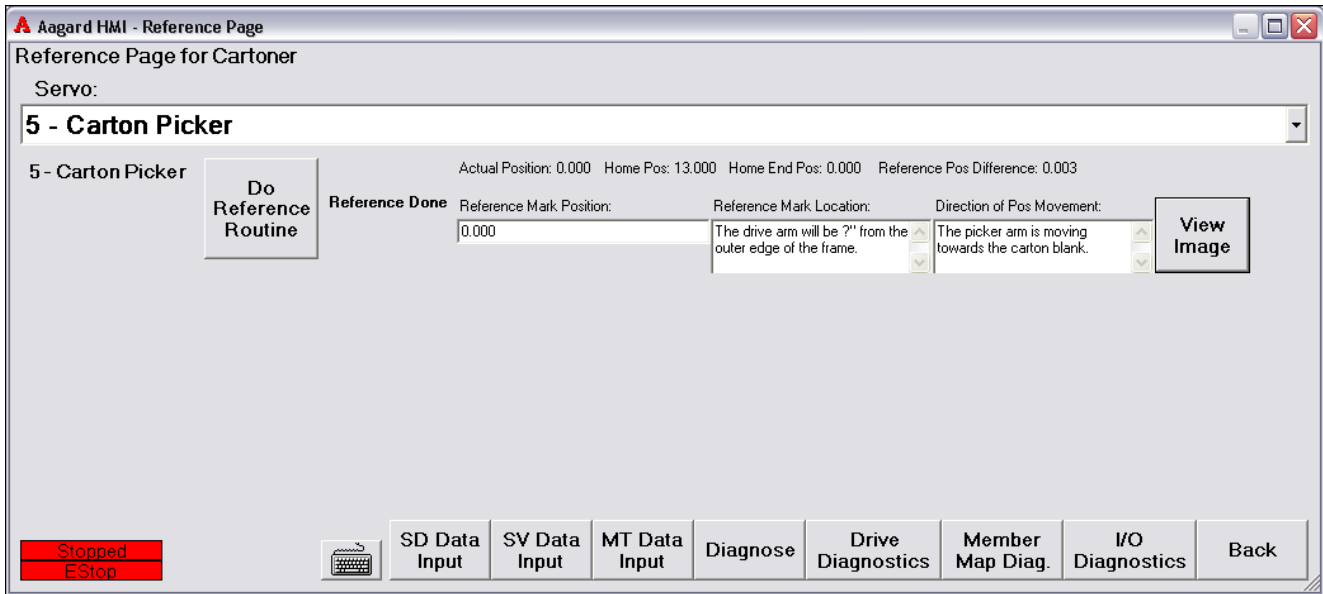 Aagard HMI - Reference Page
Reference Page for Cartoner
Servo:
5 - Carton Picker
5 - Carton Picker
Do
Reference
Routine
Reference Done
Actual Position: 0.000 Home Pos: 13.000 Home End Pos: 0.000 Reference Pos Difference: 0.003
Reference Mark Position:
0.000
Reference Mark Location:
The drive arm will be ?" from the
outer edge of the frame.
Direction of Pos Movement:
The picker arm is moving
towards the carton blank.
View
Image
Stopped
EStop
SD Data
Input
SV Data
Input
MT Data
Input
Diagnose
Drive
Diagnostics
Member
Map Diag.
I/O
Diagnostics
Back